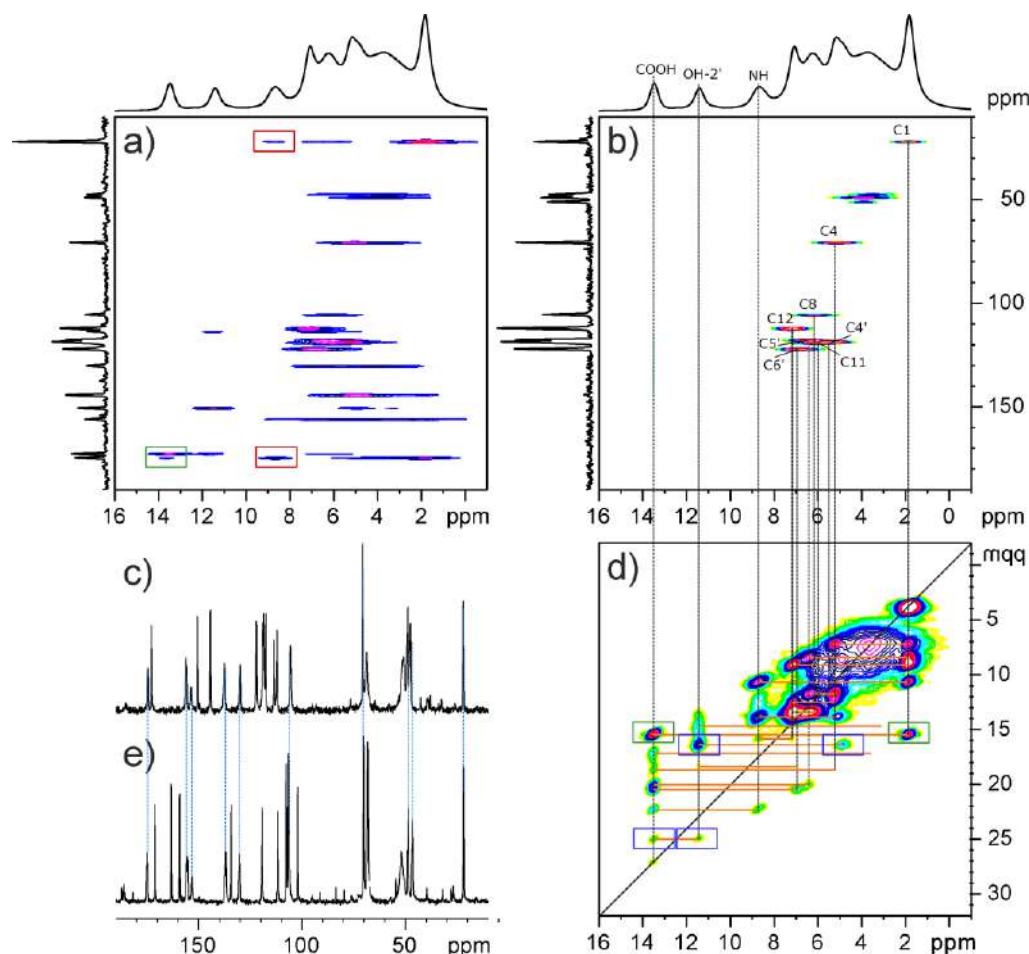 COOH OH-2' NH ppm
a) b)
C1
50
C4
100
C8
C12
C4'
C5'
C11
C6'
150
16 14 12 10 8 6 4 2 ppm
16 14 12 10 8 6 4 2 0 ppm
c) d) mqq
5
10
15
e)
20
25
30
150 100 50 ppm
16 14 12 10 8 6 4 2 ppm